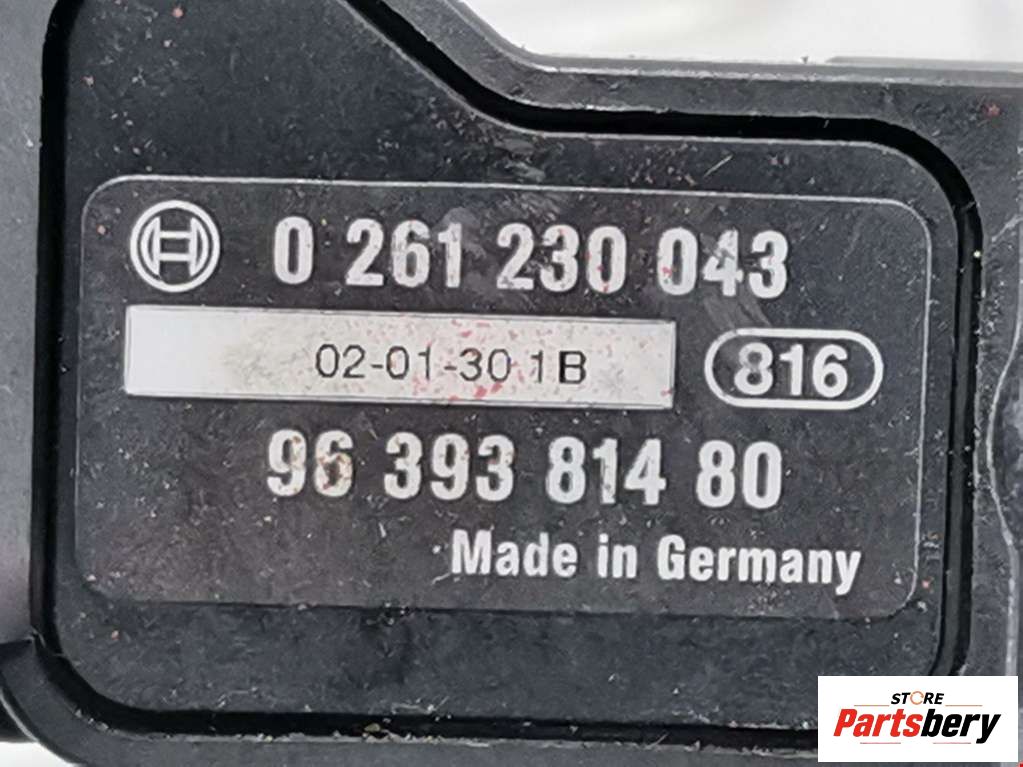 0 261 230 043
02-01-30 1B
816
96 393 814 80
Made in Germany
STORE
Partsbery